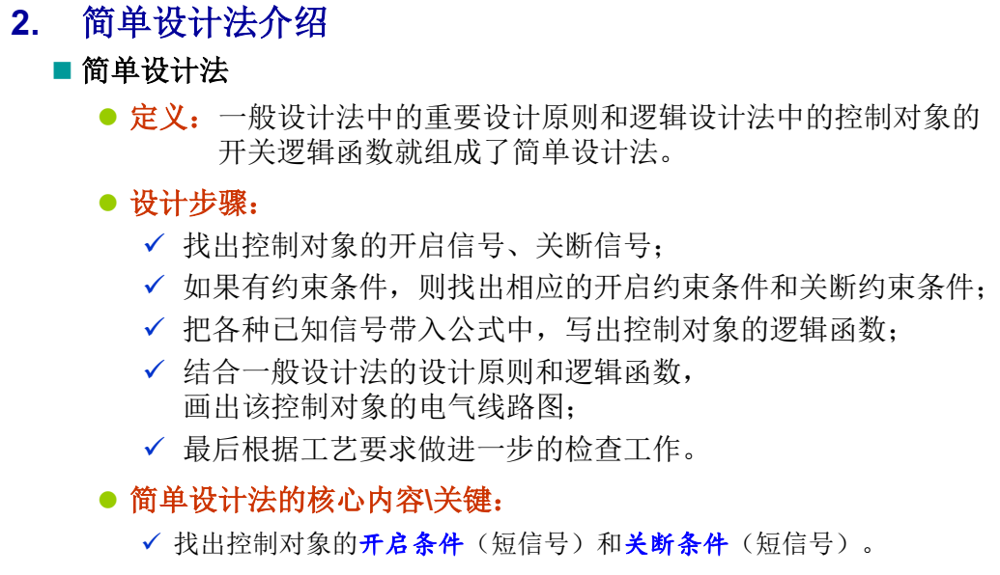 2. 简单设计法介绍
简单设计法
定义：一般设计法中的重要设计原则和逻辑设计法中的控制对象的
开关逻辑函数就组成了简单设计法。
设计步骤：
找出控制对象的开启信号、关断信号；
如果有约束条件，则找出相应的开启约束条件和关断约束条件；
把各种已知信号带入公式中，写出控制对象的逻辑函数；
结合一般设计法的设计原则和逻辑函数，
画出该控制对象的电气线路图；
最后根据工艺要求做进一步的检查工作。
简单设计法的核心内容\关键：
找出控制对象的开启条件（短信号）和关断条件（短信号）。